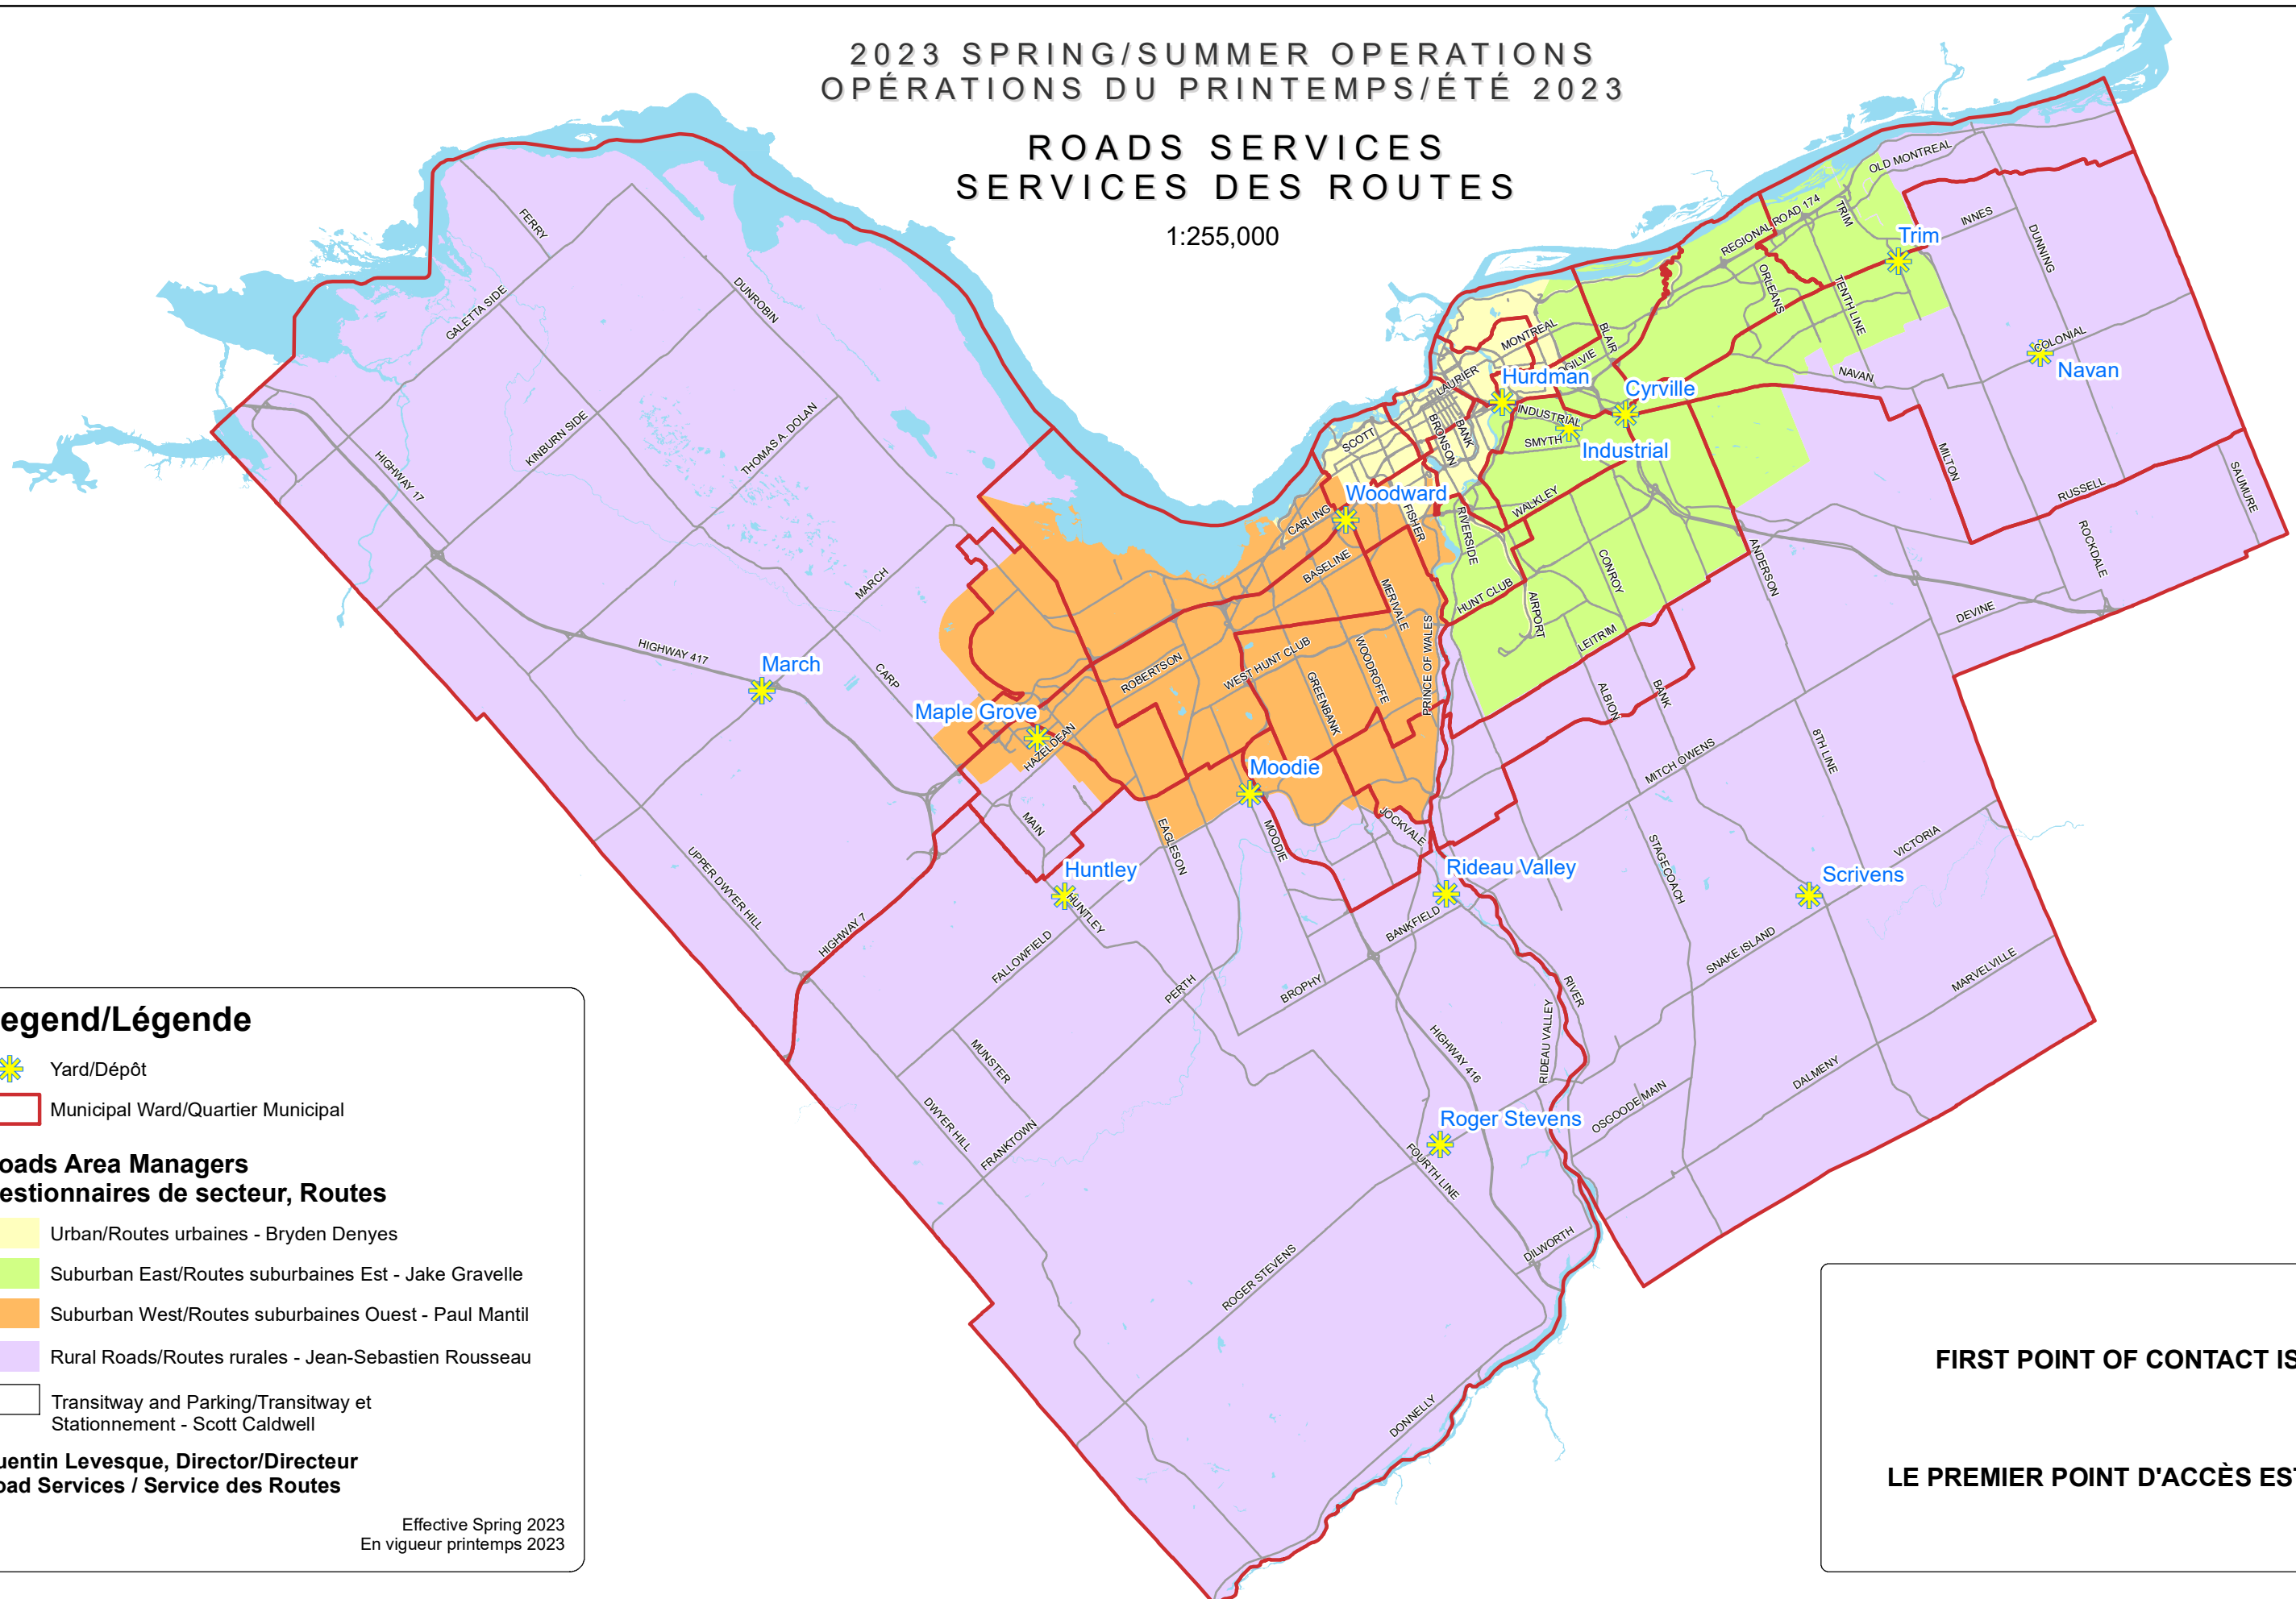 2023 SPRING/SUMMER OPERATIONS
OPÉRATIONS DU PRINTEMPS/ÉTÉ 2023
ROADS SERVICES
SERVICES DES ROUTES
1:255,000
OLD MONTREAL
REGIONAL ROAD 174
TRIM
Trim
INNES
DUNNING
ORLEANS
TENTH LINE
COLONIAL
Navan
NAVAN
FERRY
GALETTA SIDE
DUNROBIN
KINBURN SIDE
THOMAS A. DOLAN
HIGHWAY 17
MARCH
HIGHWAY 417
March
CARP
MONTREAL
BLAIR
OGILVIE
LAURIER
Hurdman
Cyrville
INDUSTRIAL
SMYTH
Industrial
SCOTT
BRONSON
BANK
Woodward
CARLING
FISHER
WALKLEY
RIVERSIDE
BASELINE
MERIVALE
HUNT CLUB
AIRPORT
CONROY
LEITRIM
ANDERSON
MILTON
RUSSELL
SAUMURE
ROCKDALE
DEVINE
ROBERTSON
WEST HUNT CLUB
WOODROFFE
GREENBANK
PRINCE OF WALES
ALBION
BANK
Maple Grove
HAZELDEAN
Moodie
MITCH OWENS
8TH LINE
MAIN
EAGLESON
MOODIE
JOCKVALE
Huntley
HUNTLEY
Rideau Valley
STAGECOACH
VICTORIA
Scrivens
UPPER DWYER HILL
HIGHWAY 7
FALLOWFIELD
PERTH
BROPHY
BANKFIELD
RIVER
SNAKE ISLAND
MARVELVILLE
MUNSTER
DWYER HILL
FRANKTOWN
HIGHWAY 416
RIDEAU VALLEY
OSGOODE MAIN
DALMENY
Roger Stevens
FOURTH LINE
DILWORTH
ROGER STEVENS
DONNELLY
egend/Légende
Yard/Dépôt
Municipal Ward/Quartier Municipal
oads Area Managers
estionnaires de secteur, Routes
Urban/Routes urbaines - Bryden Denyes
Suburban East/Routes suburbaines Est - Jake Gravelle
Suburban West/Routes suburbaines Ouest - Paul Mantil
Rural Roads/Routes rurales - Jean-Sebastien Rousseau
Transitway and Parking/Transitway et
Stationnement - Scott Caldwell
uentin Levesque, Director/Directeur
oad Services / Service des Routes
Effective Spring 2023
En vigueur printemps 2023
FIRST POINT OF CONTACT IS
LE PREMIER POINT D'ACCÈS EST